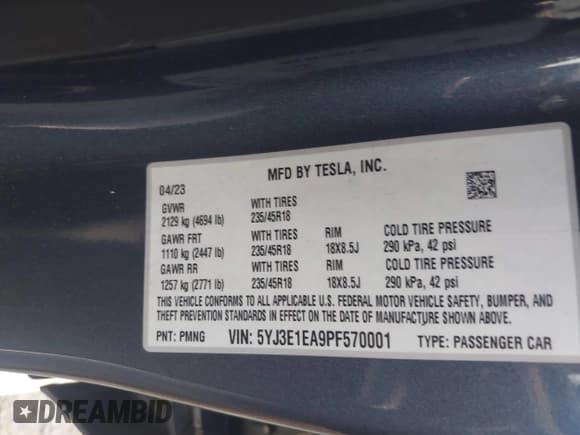 MFD BY TESLA, INC.
04/23
GVWR WITH TIRES
2129 kg (4694 lb) 235/45R18
GAWR FRT WITH TIRES RIM COLD TIRE PRESSURE
1110 kg (2447 lb) 235/45R18 18X8.5J 290 kPa, 42 psi
GAWR RR WITH TIRES RIM COLD TIRE PRESSURE
1257 kg (2771 lb) 235/45R18 18X8.5J 290 kPa, 42 psi
THIS VEHICLE CONFORMS TO ALL APPLICABLE U.S. FEDERAL MOTOR VEHICLE SAFETY, BUMPER, AND
THEFT PREVENTION STANDARDS IN EFFECT ON THE DATE OF MANUFACTURE SHOWN ABOVE.
PNT: PMNG VIN: 5YJ3E1EA9PF570001 TYPE: PASSENGER CAR
DREAMBID